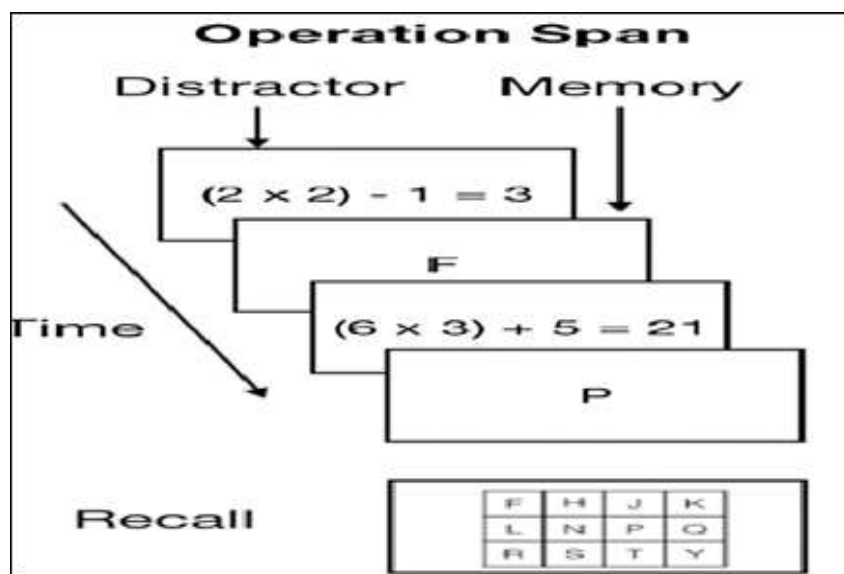 Operation Span
Distractor Memory
(2 x 2) - 1 = 3
F
(6 x 3) + 5 = 21
Time
P
Recall
F H J K
L N P Q
R S T Y